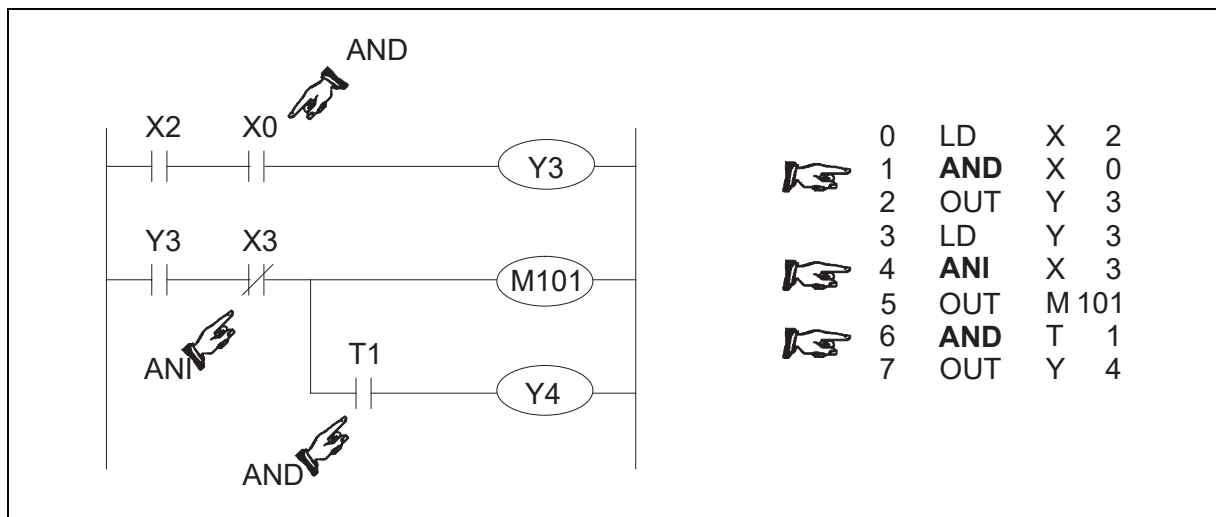 AND
X2 X0
Y3
Y3 X3
M101
ANI
T1
Y4
AND
0 LD X 2
1 AND X 0
2 OUT Y 3
3 LD Y 3
4 ANI X 3
5 OUT M 101
6 AND T 1
7 OUT Y 4